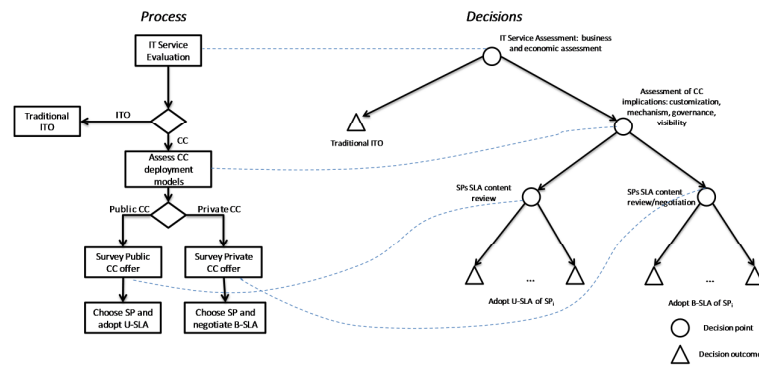 Process
Decisions
IT Service
Evaluation
IT Service Assessment: business
and economic assessment
Traditional
ITO
ITO
CC
Traditional ITO
Assessment of CC
implications: customization,
mechanism, governance,
visibility
Assess CC
deployment
models
Public CC
Private CC
SPs SLA content
review
SPs SLA content
review/negotiation
Survey Public
CC offer
Survey Private
CC offer
...
...
Choose SP and
adopt U-SLA
Choose SP and
negotiate B-SLA
Adopt U-SLA of SPi
Adopt B-SLA of SPi
Decision point
Decision outcome